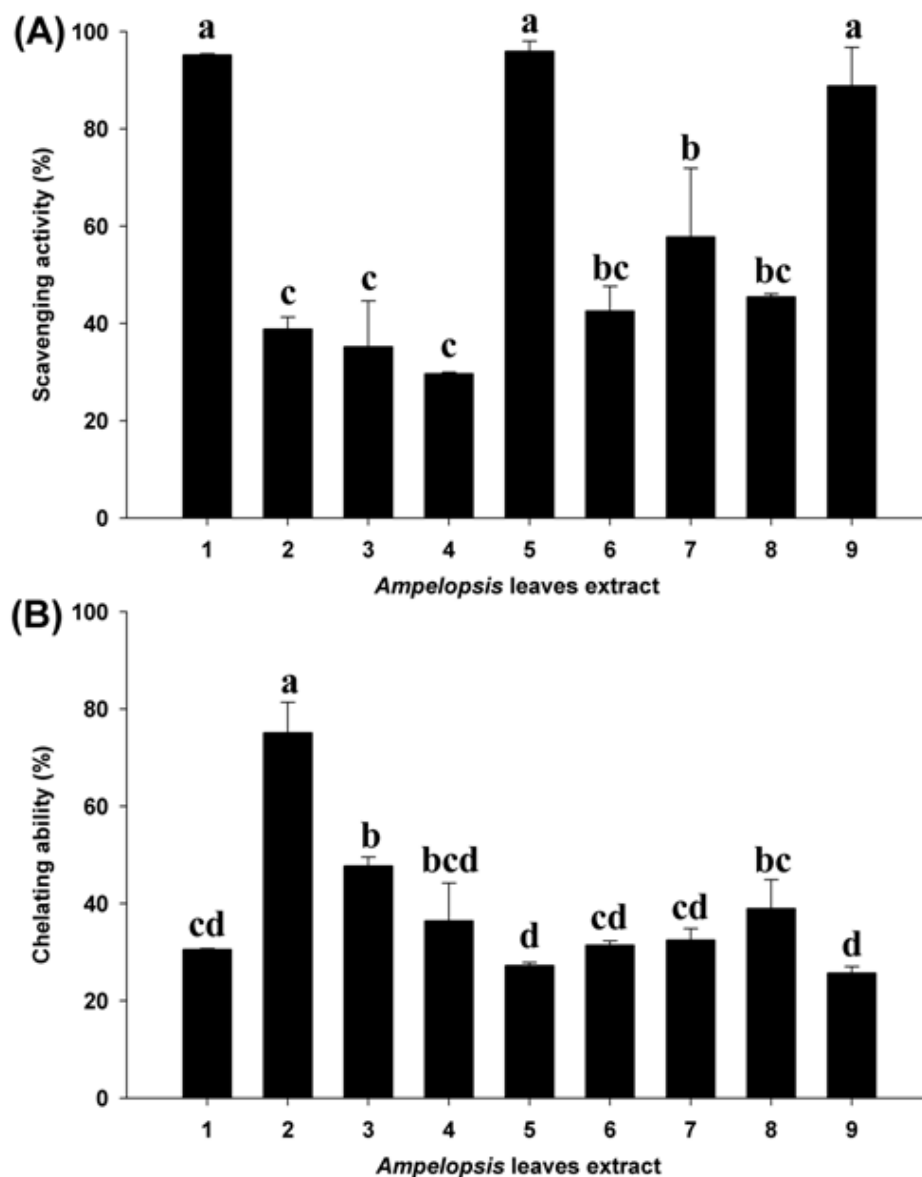 (A)
100
80
60
40
20
0
Scavenging activity (%)
a
c
c
c
a
bc
b
bc
a
1 2 3 4 5 6 7 8 9
Ampelopsis leaves extract
(B)
100
80
60
40
20
0
Chelating ability (%)
cd
a
b
bcd
d
cd
cd
bc
d
1 2 3 4 5 6 7 8 9
Ampelopsis leaves extract